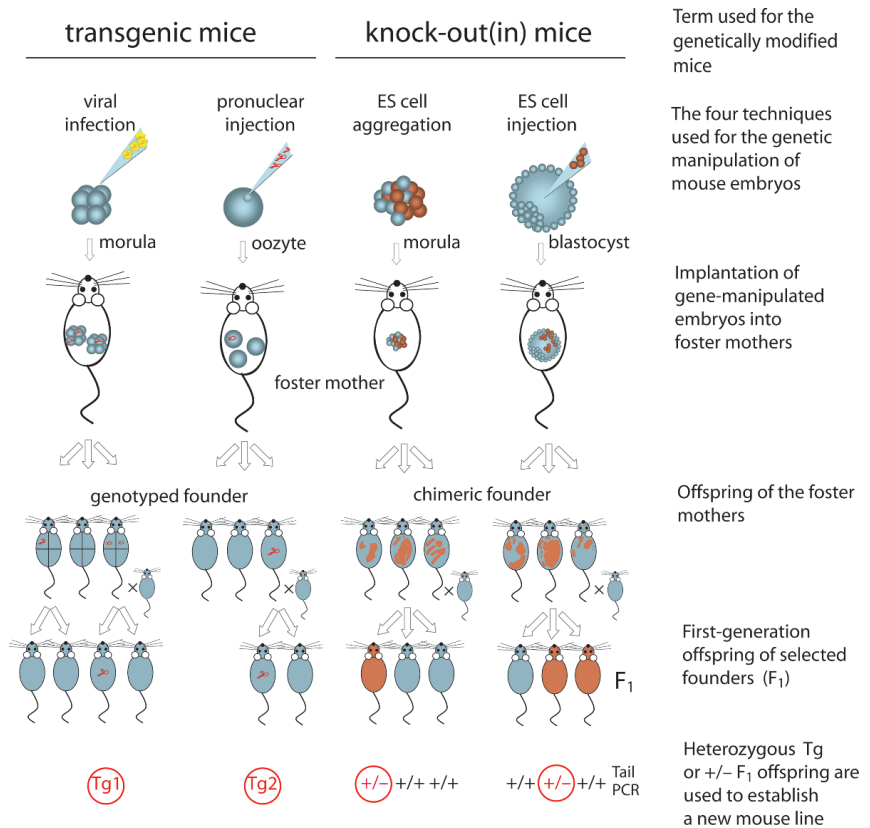 transgenic mice
knock-out(in) mice
Term used for the
genetically modified
mice
viral
infection
pronuclear
injection
ES cell
aggregation
ES cell
injection
The four techniques
used for the genetic
manipulation of
mouse embryos
morula
oozyte
morula
blastocyst
Implantation of
gene-manipulated
embryos into
foster mothers
foster mother
genotyped founder
chimeric founder
Offspring of the foster
mothers
×
×
×
×
First-generation
offspring of selected
founders (F₁)
F₁
Tg1
Tg2
+/–
+/+ +/+
+/+
+/–
+/+
Tail
PCR
Heterozygous Tg
or +/– F₁ offspring are
used to establish
a new mouse line